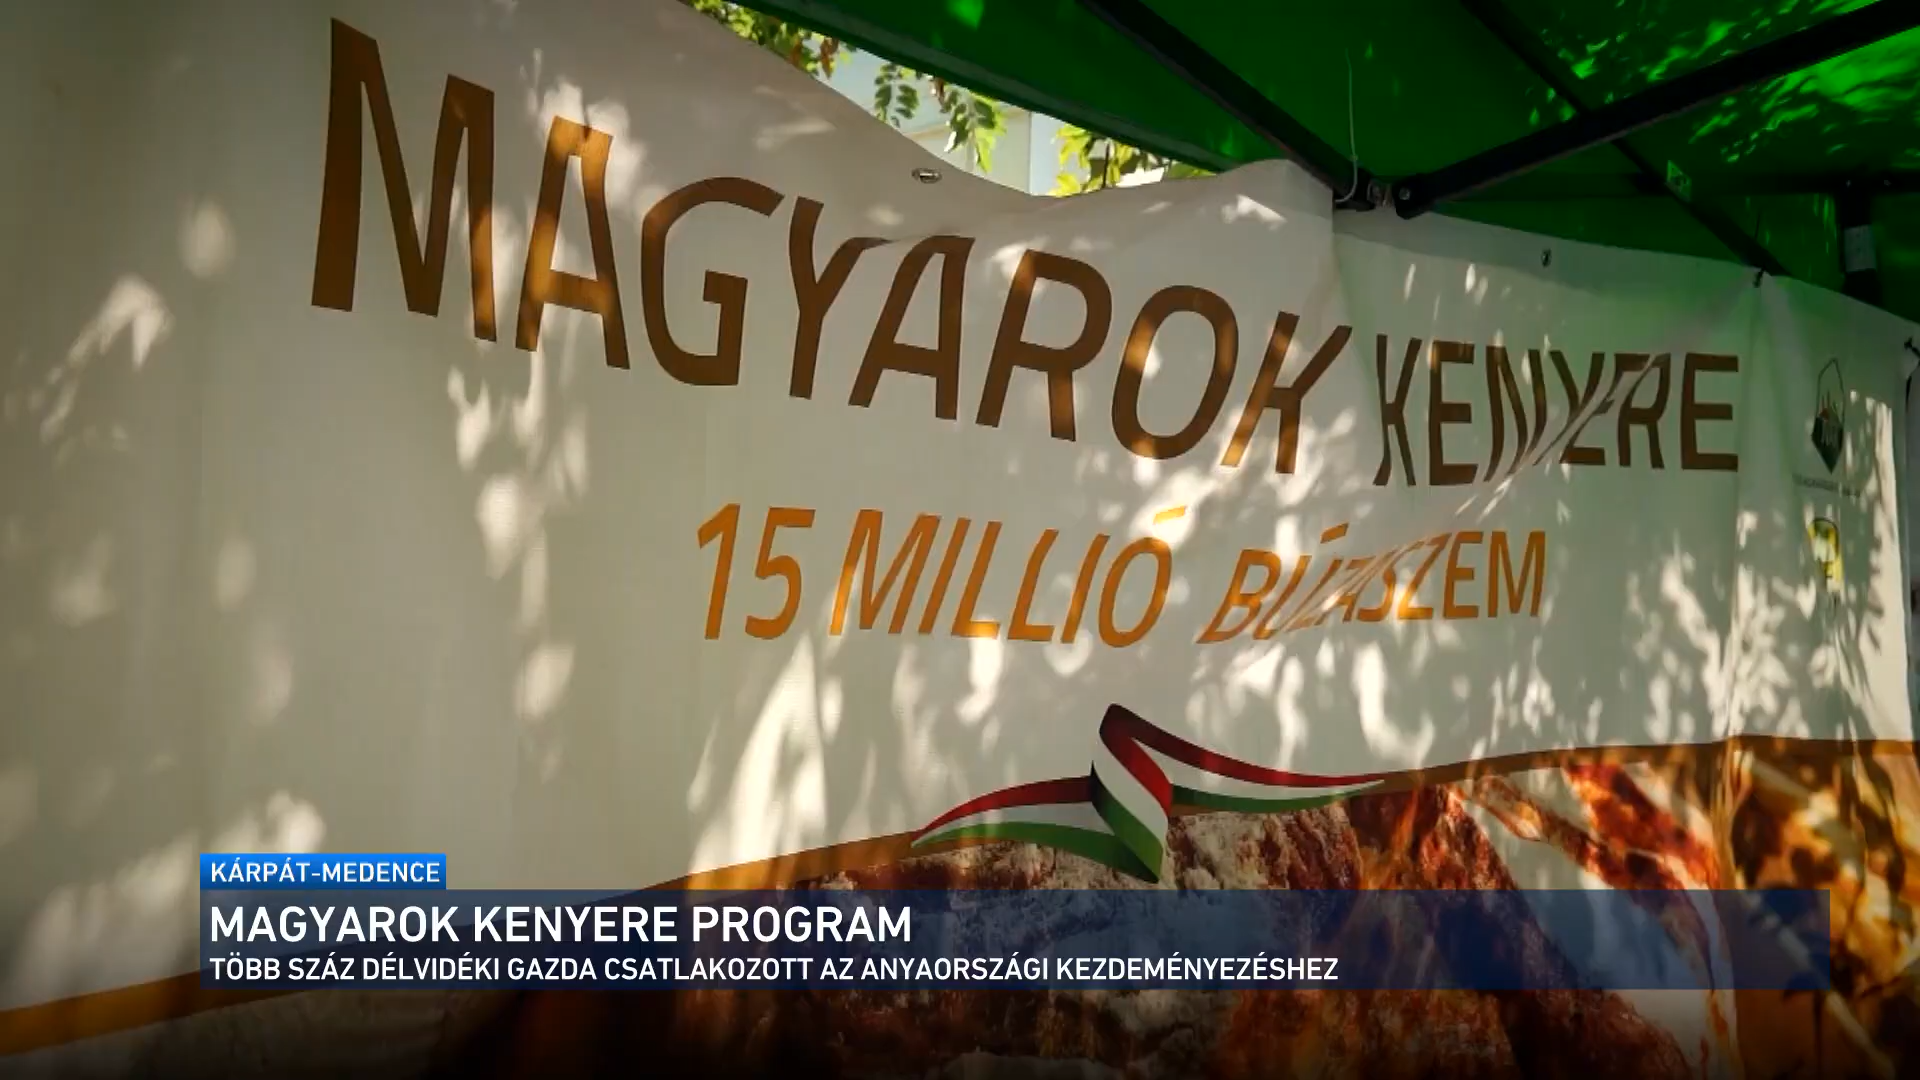 MAGYAROK KENYERE
15 MILLIÓ BÚZASZEM
KÁRPÁT-MEDENCE
MAGYAROK KENYERE PROGRAM
TÖBB SZÁZ DÉLVIDÉKI GAZDA CSATLAKOZOTT AZ ANYAORSZÁGI KEZDEMÉNYEZÉSHEZ